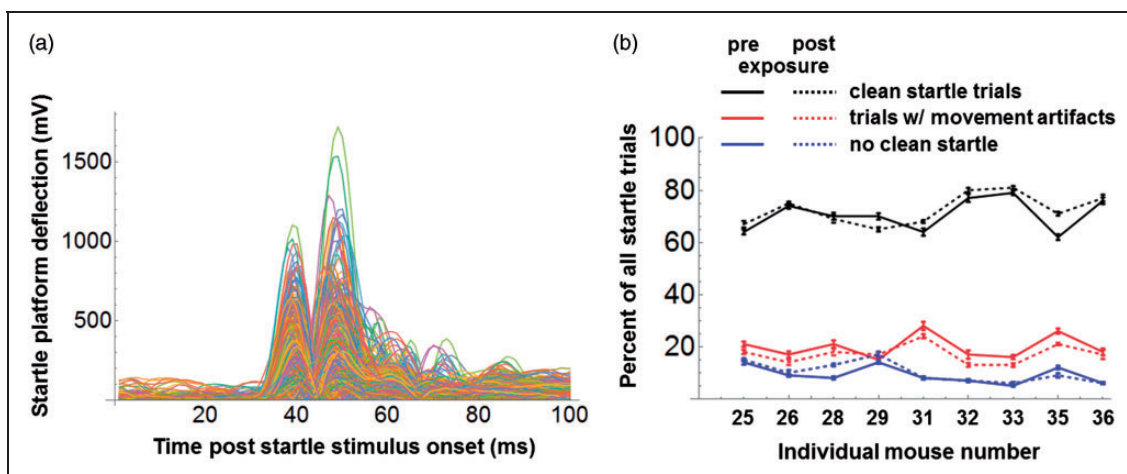 (a)
Startle platform deflection (mV)
1500
1000
500
20 40 60 80 100
Time post startle stimulus onset (ms)
(b)
pre post
exposure
clean startle trials
trials w/ movement artifacts
no clean startle
Percent of all startle trials
100
80
60
40
20
25 26 28 29 31 32 33 35 36
Individual mouse number